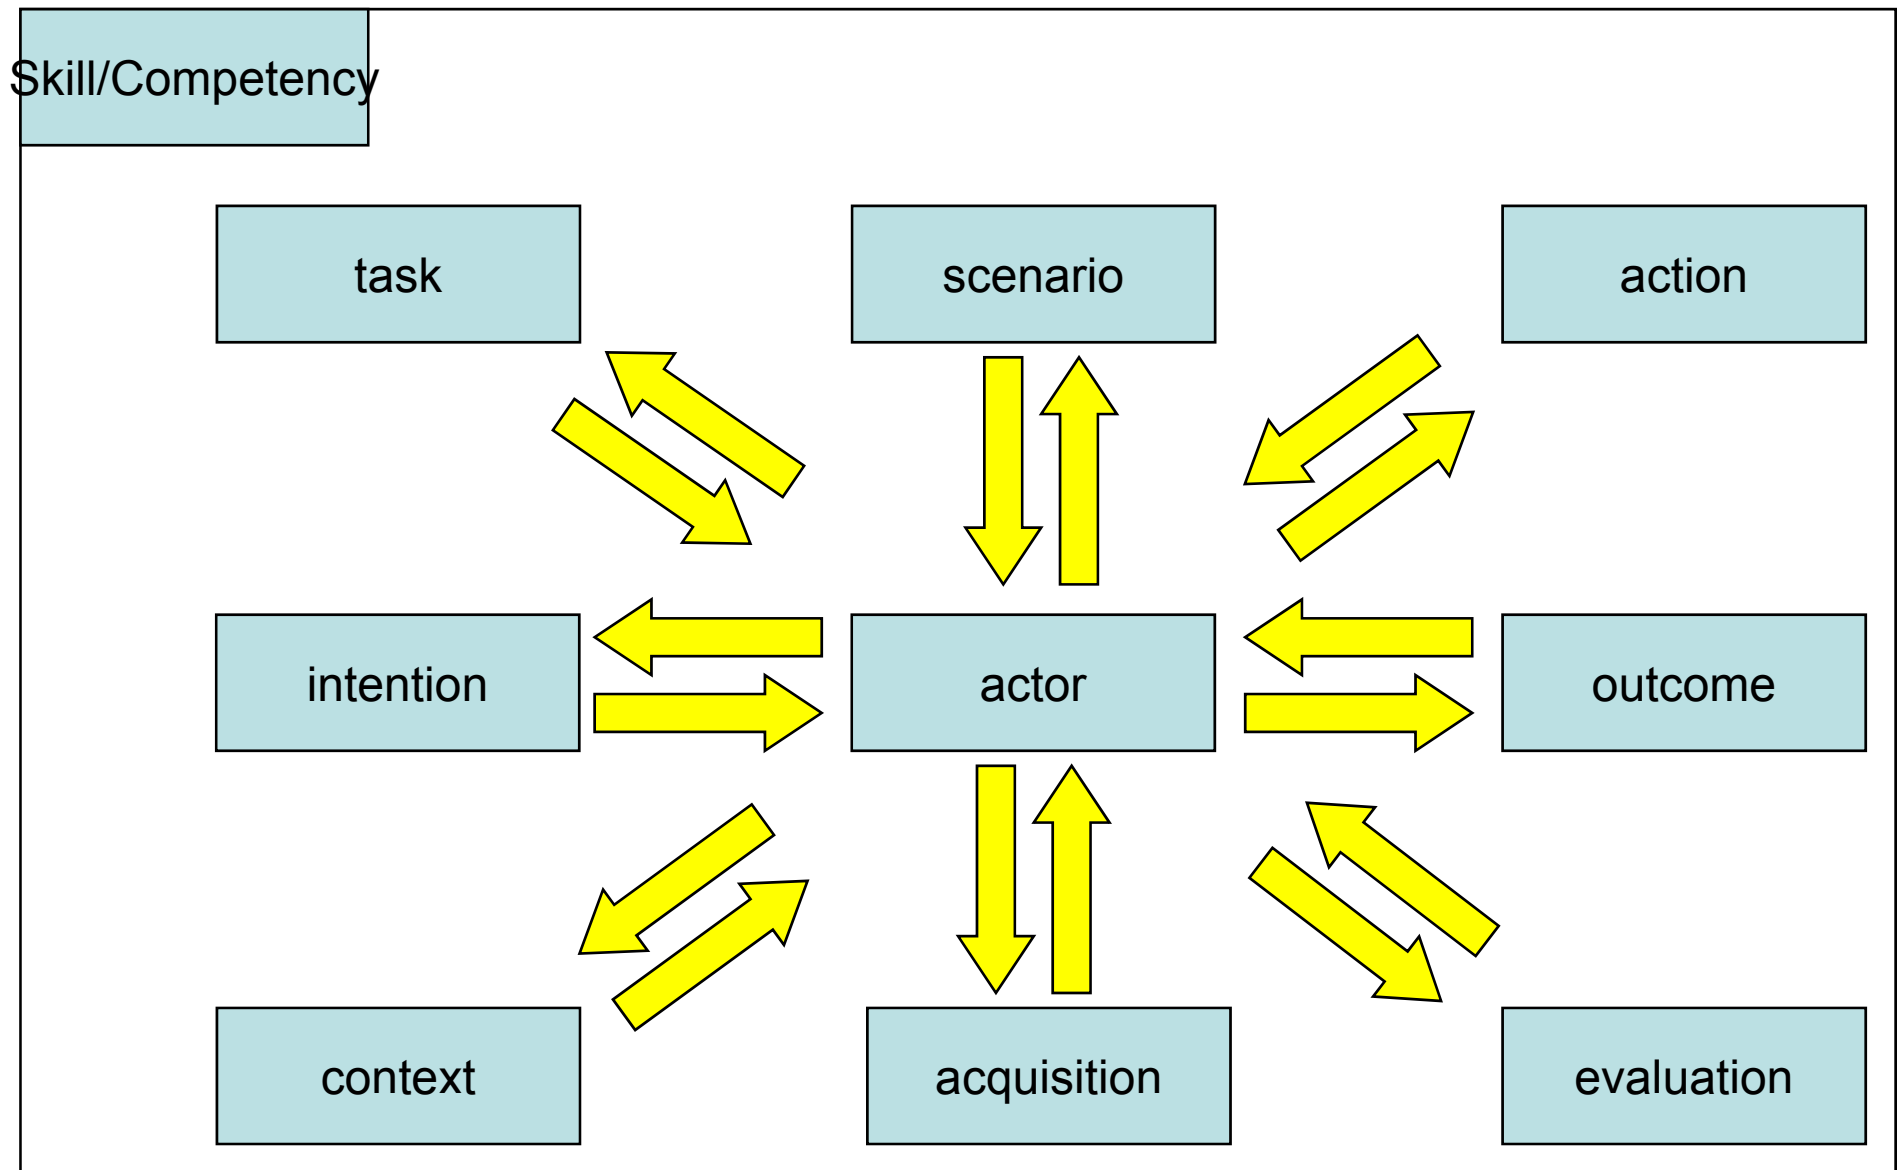 Skill/Competency
task
scenario
action
intention
actor
outcome
context
acquisition
evaluation